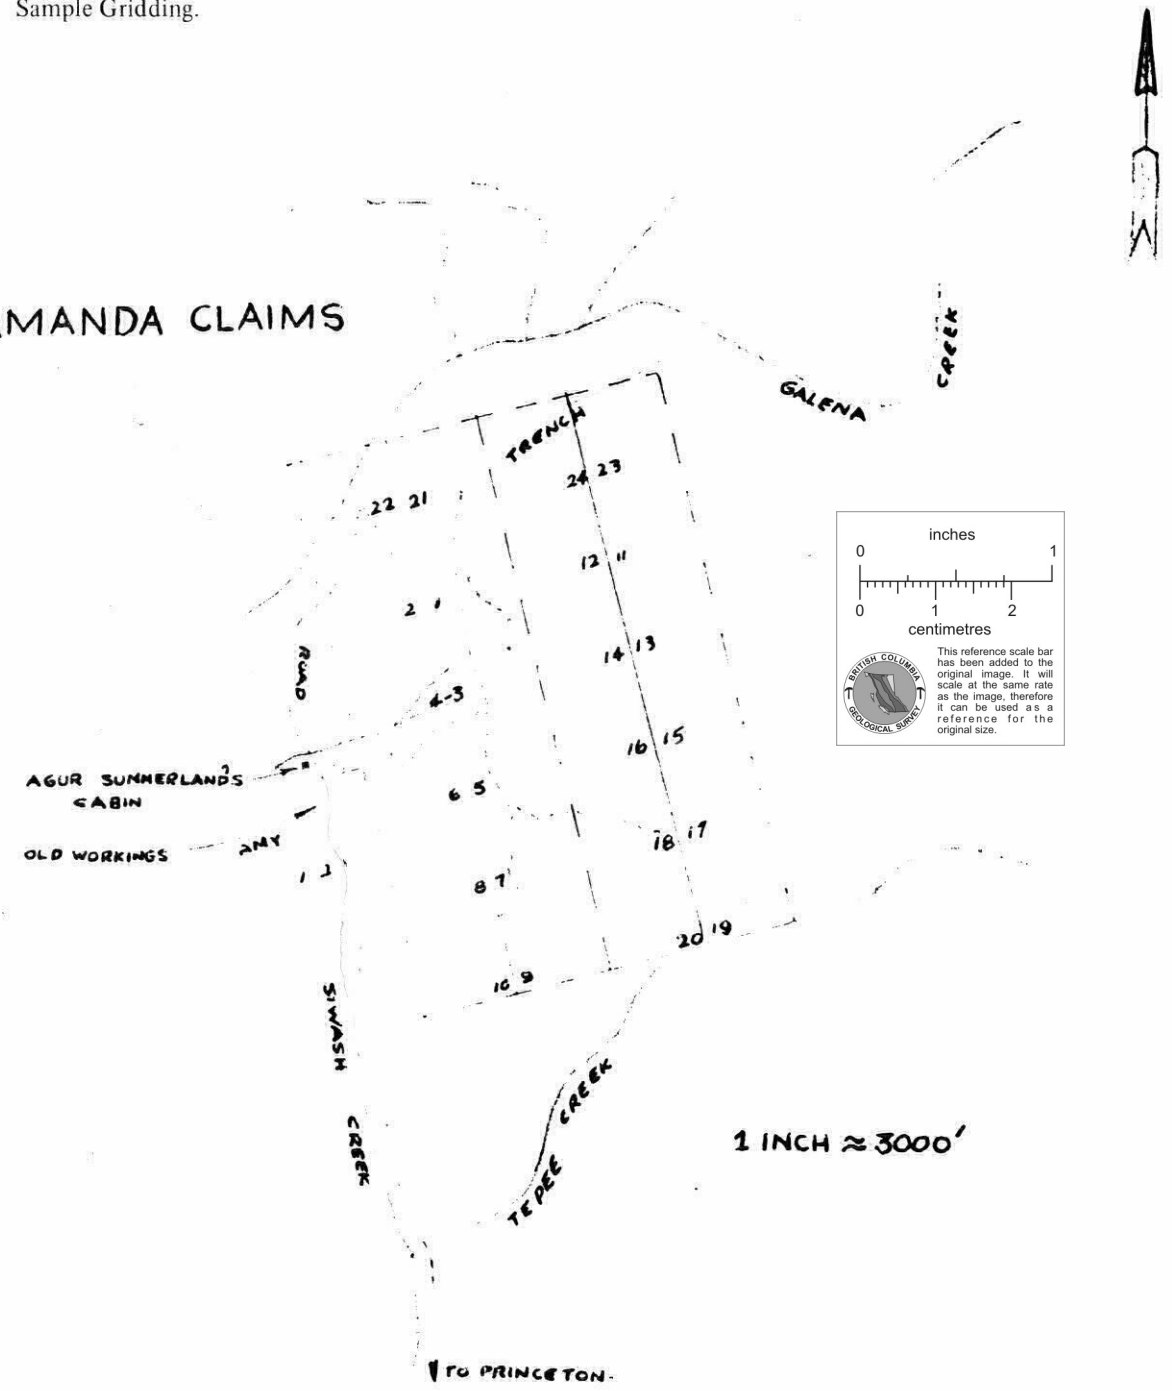 Sample Gridding.
MANDA CLAIMS
CREEK
GALENA
TRENCH
24 23
22 21
12 11
2 1
14 13
ROAD
4-3
16 15
AGUR SUMMERLAND'S
CABIN
6 5
18 17
OLD WORKINGS
AMY
1 2
8 7
20 19
10 9
SIWASH
CREEK
CREEK
TEPEE
1 INCH ≈ 3000'
TO PRINCETON.
inches
0 1
0 1 2
centimetres
BRITISH COLUMBIA
GEOLOGICAL SURVEY
This reference scale bar
has been added to the
original image. It will
scale at the same rate
as the image, therefore
it can be used as a
reference for the
original size.